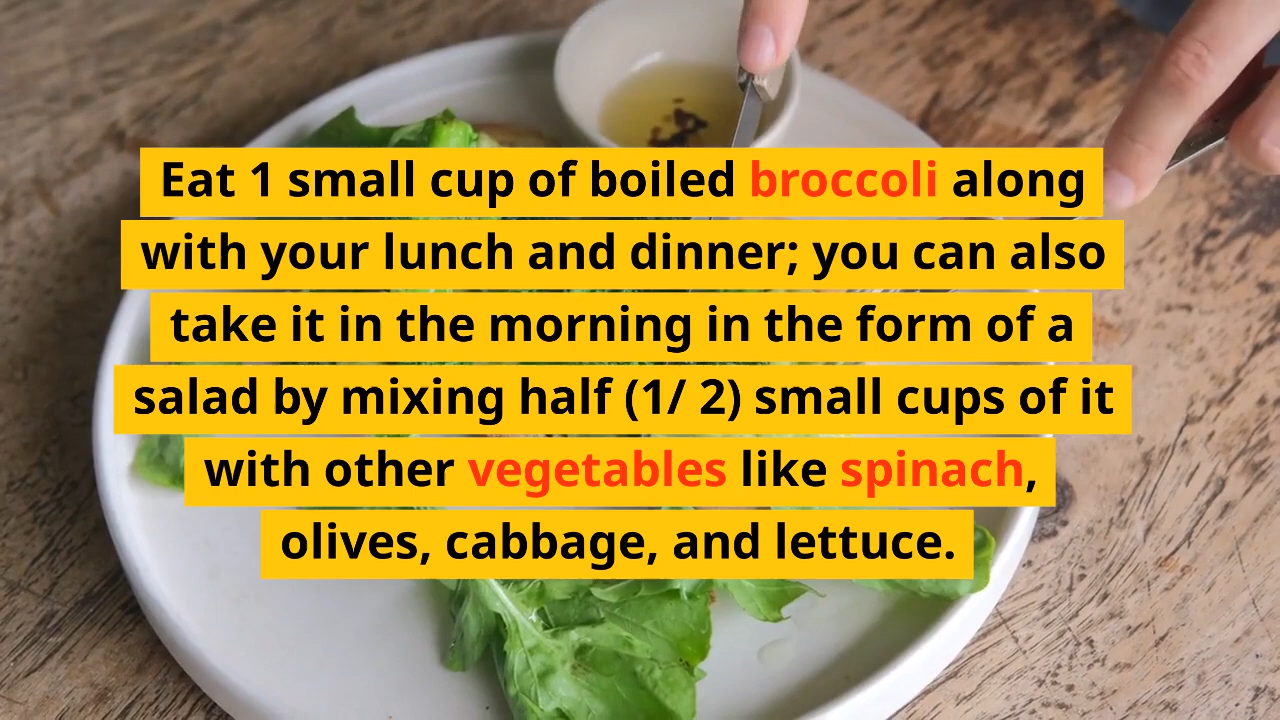 Eat 1 small cup of boiled broccoli along
with your lunch and dinner; you can also
take it in the morning in the form of a
salad by mixing half (1/ 2) small cups of it
with other vegetables like spinach,
olives, cabbage, and lettuce.